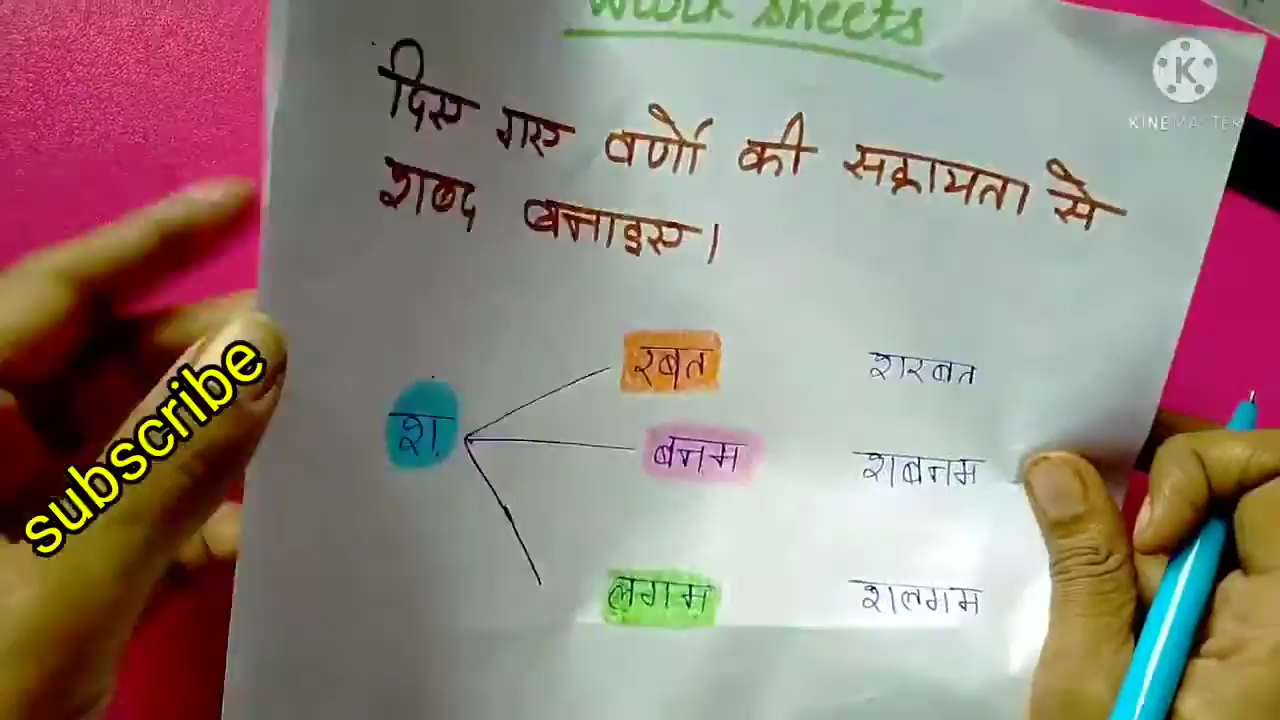 Work Sheets
दिए गए वर्णो की सहायता से
शब्द बनाइए।
श
रबत
शरबत
बनम
शबनम
लगम
शलगम
subscribe
K
KINEMASTER